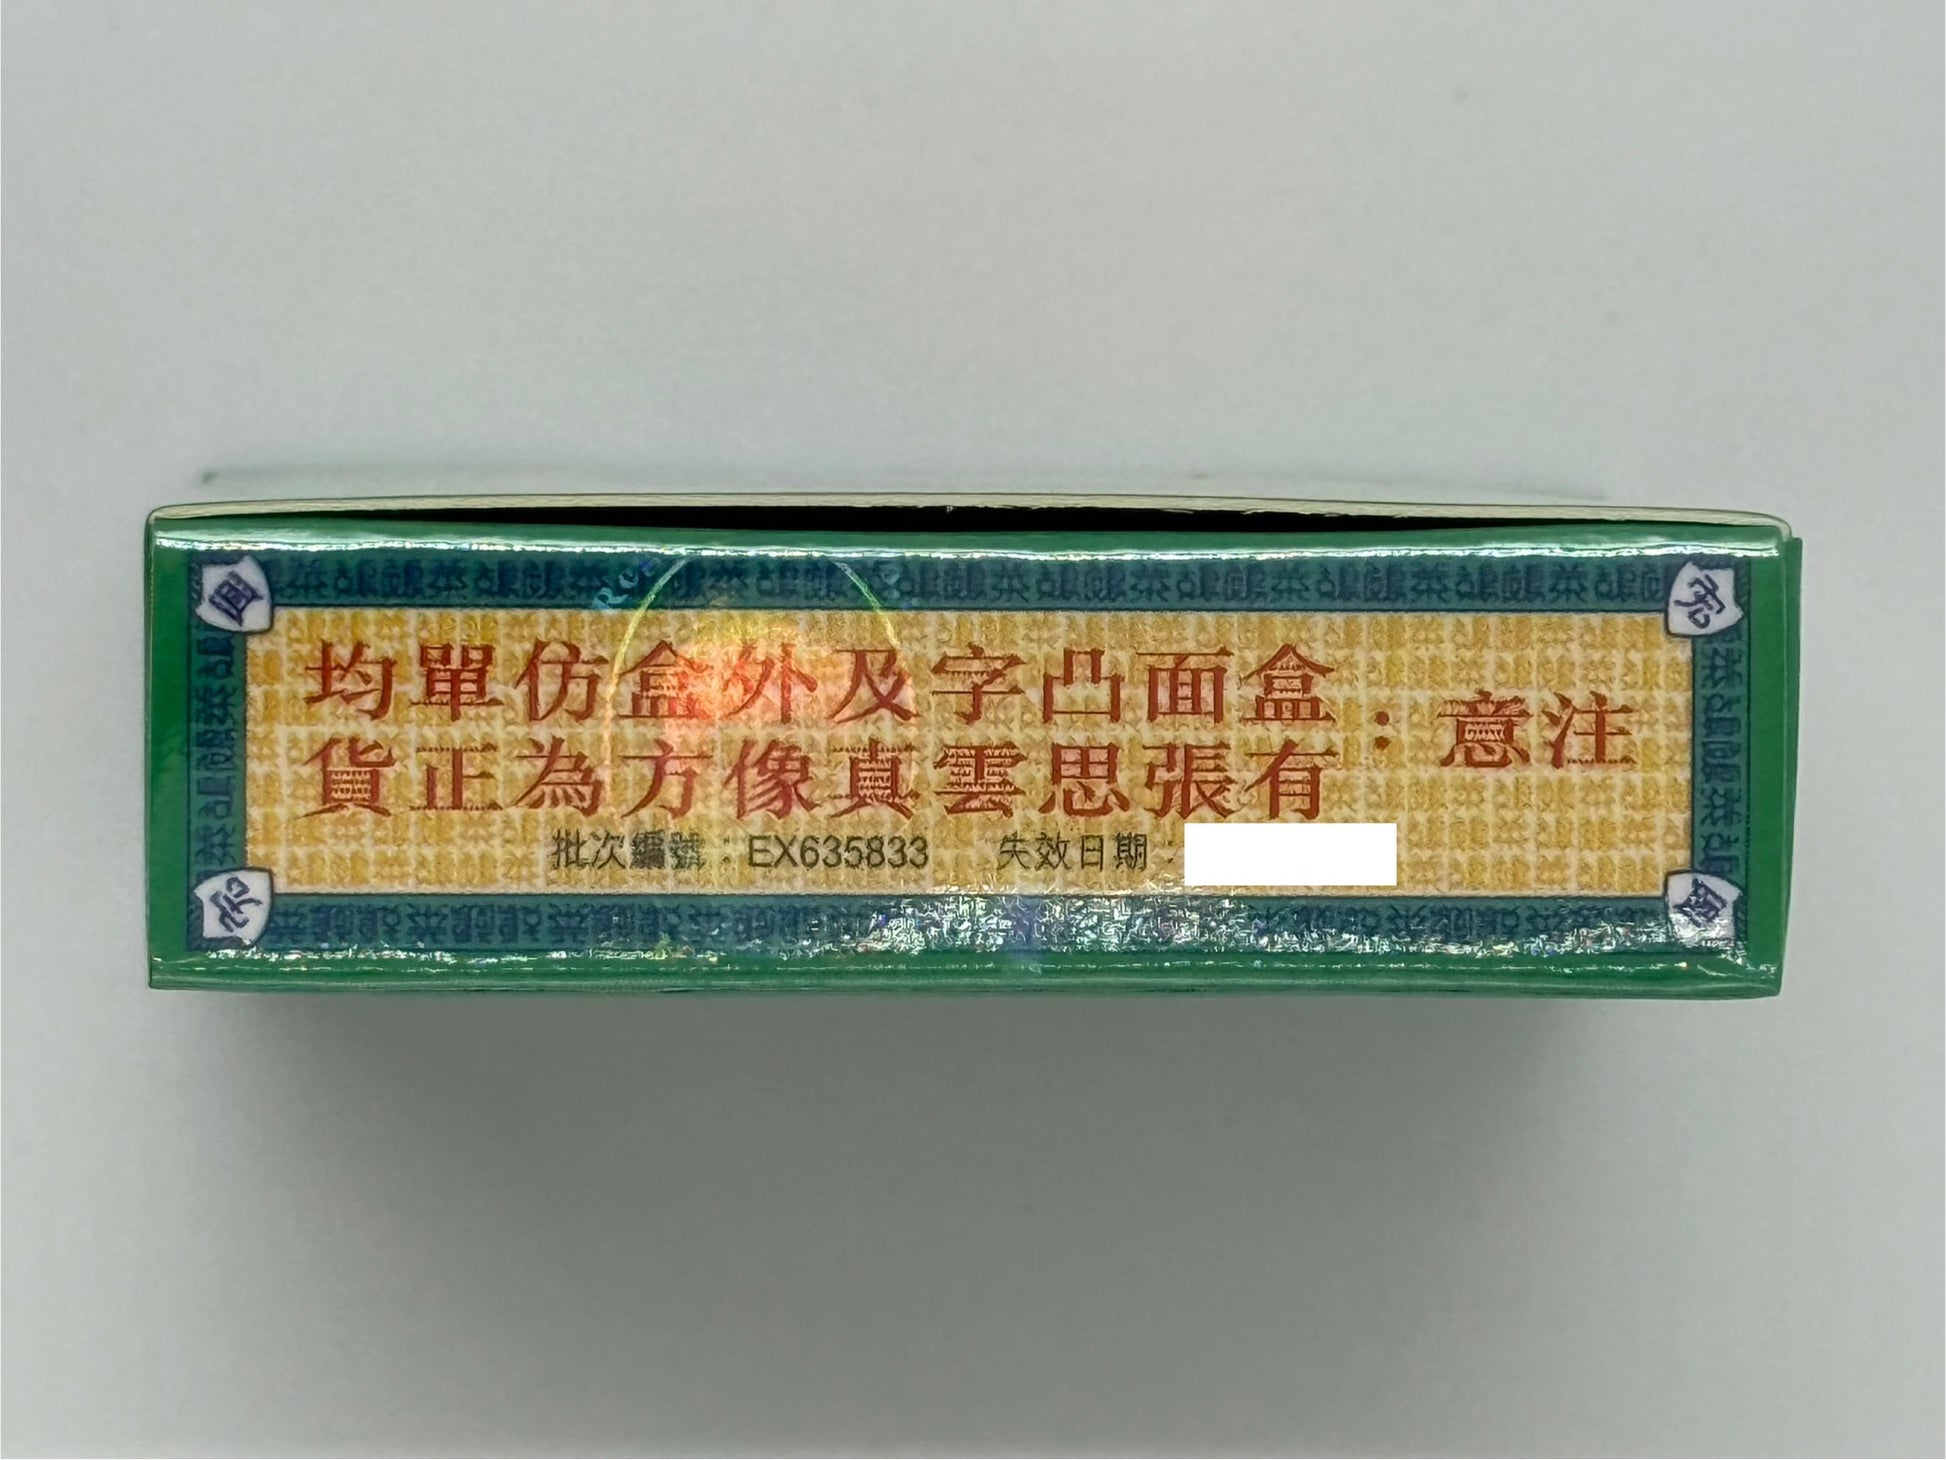 注意：
盒面凸字及外盒仿單均
有張思雲真像方為正貨
批次編號：EX635833 失效日期：